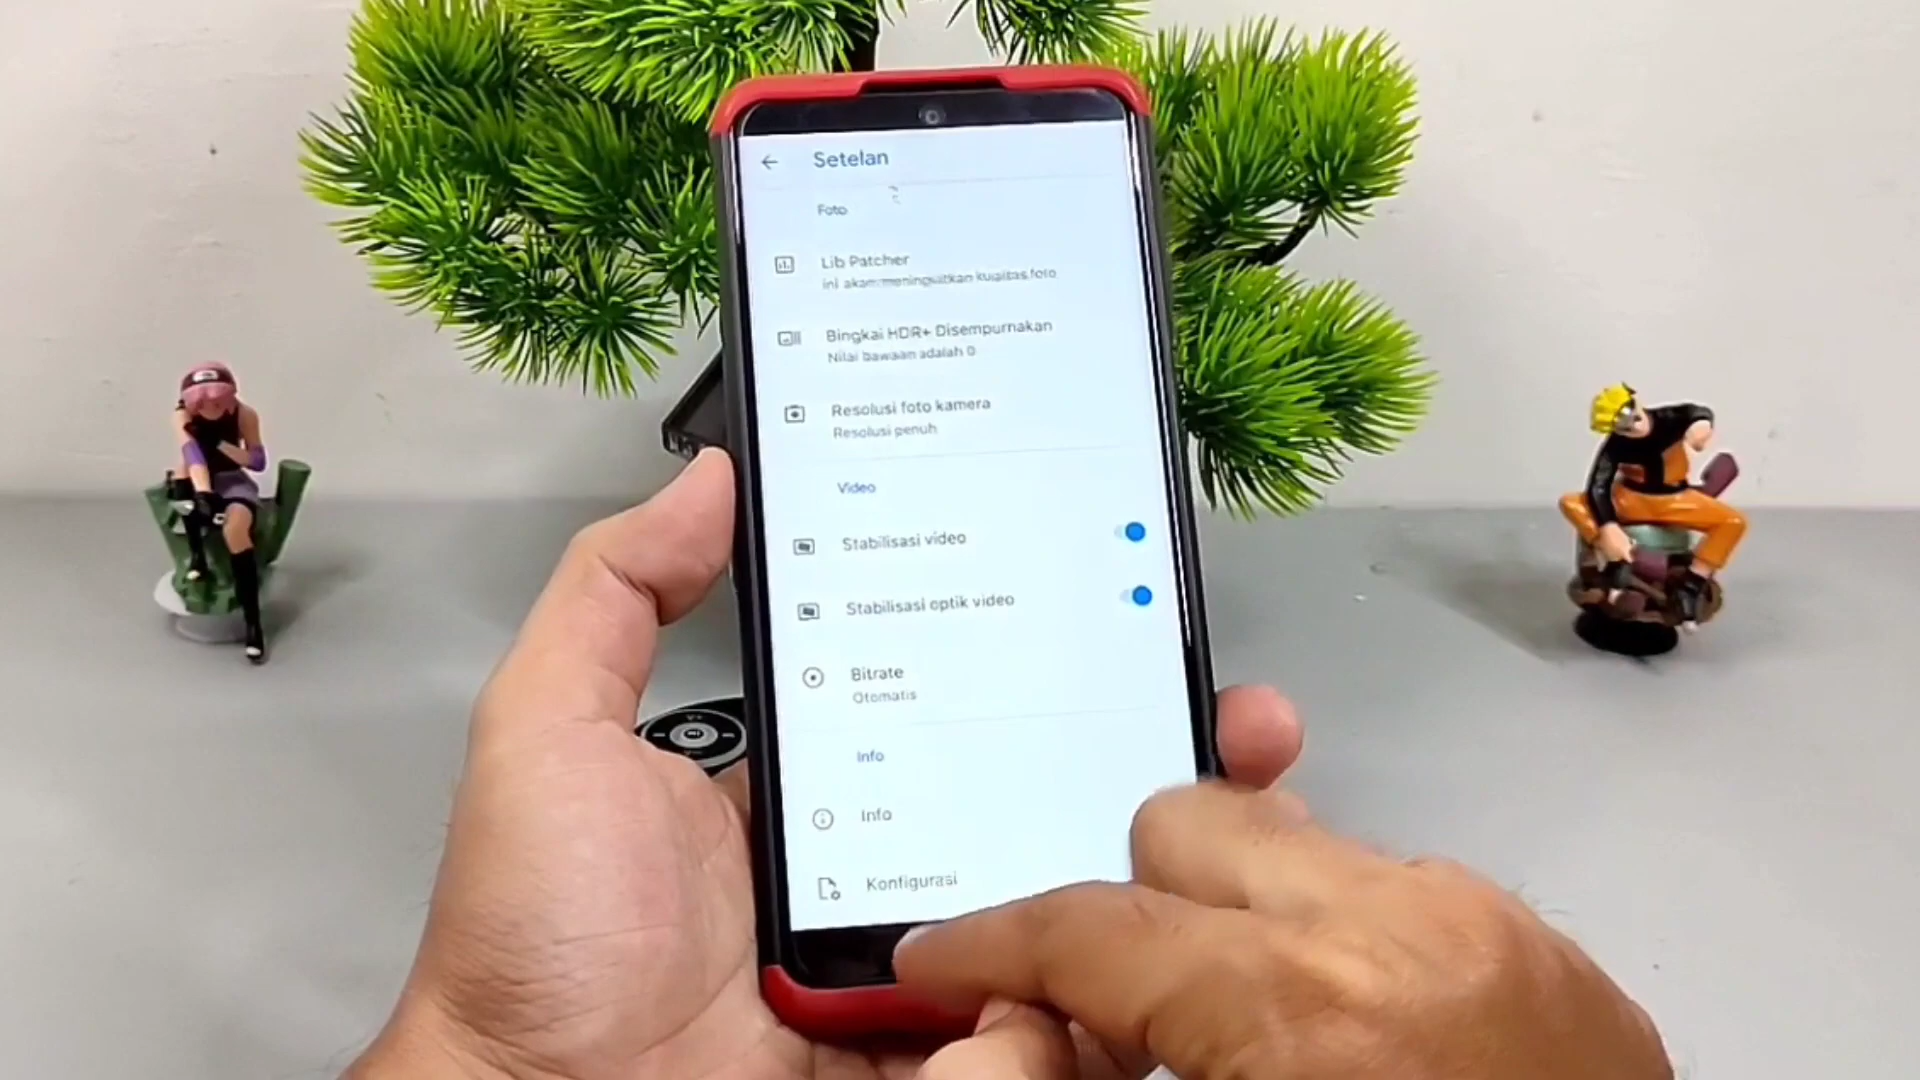 Setelan
Foto
Lib Patcher
Ini akan meningkatkan kualitas foto
Bingkai HDR+ Disempurnakan
Nilai bawaan adalah 0
Resolusi foto kamera
Resolusi penuh
Video
Stabilisasi video
Stabilisasi optik video
Bitrate
Otomatis
Info
Info
Konfigurasi